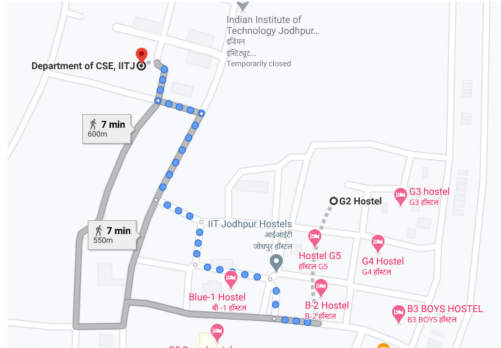 Indian Institute of
Technology Jodhpur...
इंडियन
इंस्टिट्यूट...
Temporarily closed
Department of CSE, IITJ
7 min
600m
G2 Hostel
G3 hostel
G3 हॉस्टल
IIT Jodhpur Hostels
आईआईटी
जोधपुर हॉस्टल
7 min
550m
Hostel G5
हॉस्टल G5
G4 Hostel
G4 हॉस्टल
Blue-1 Hostel
बी -1 हॉस्टल
B-2 Hostel
B-2 हॉस्टल
B3 BOYS HOSTEL
B3 BOYS हॉस्टल